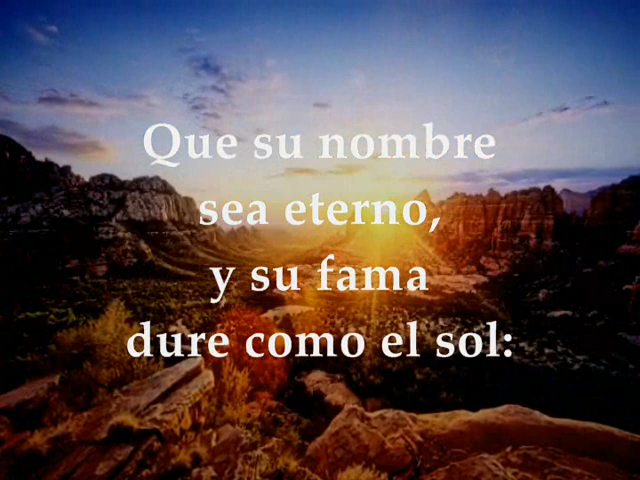 Que su nombre
sea eterno,
y su fama
dure como el sol: